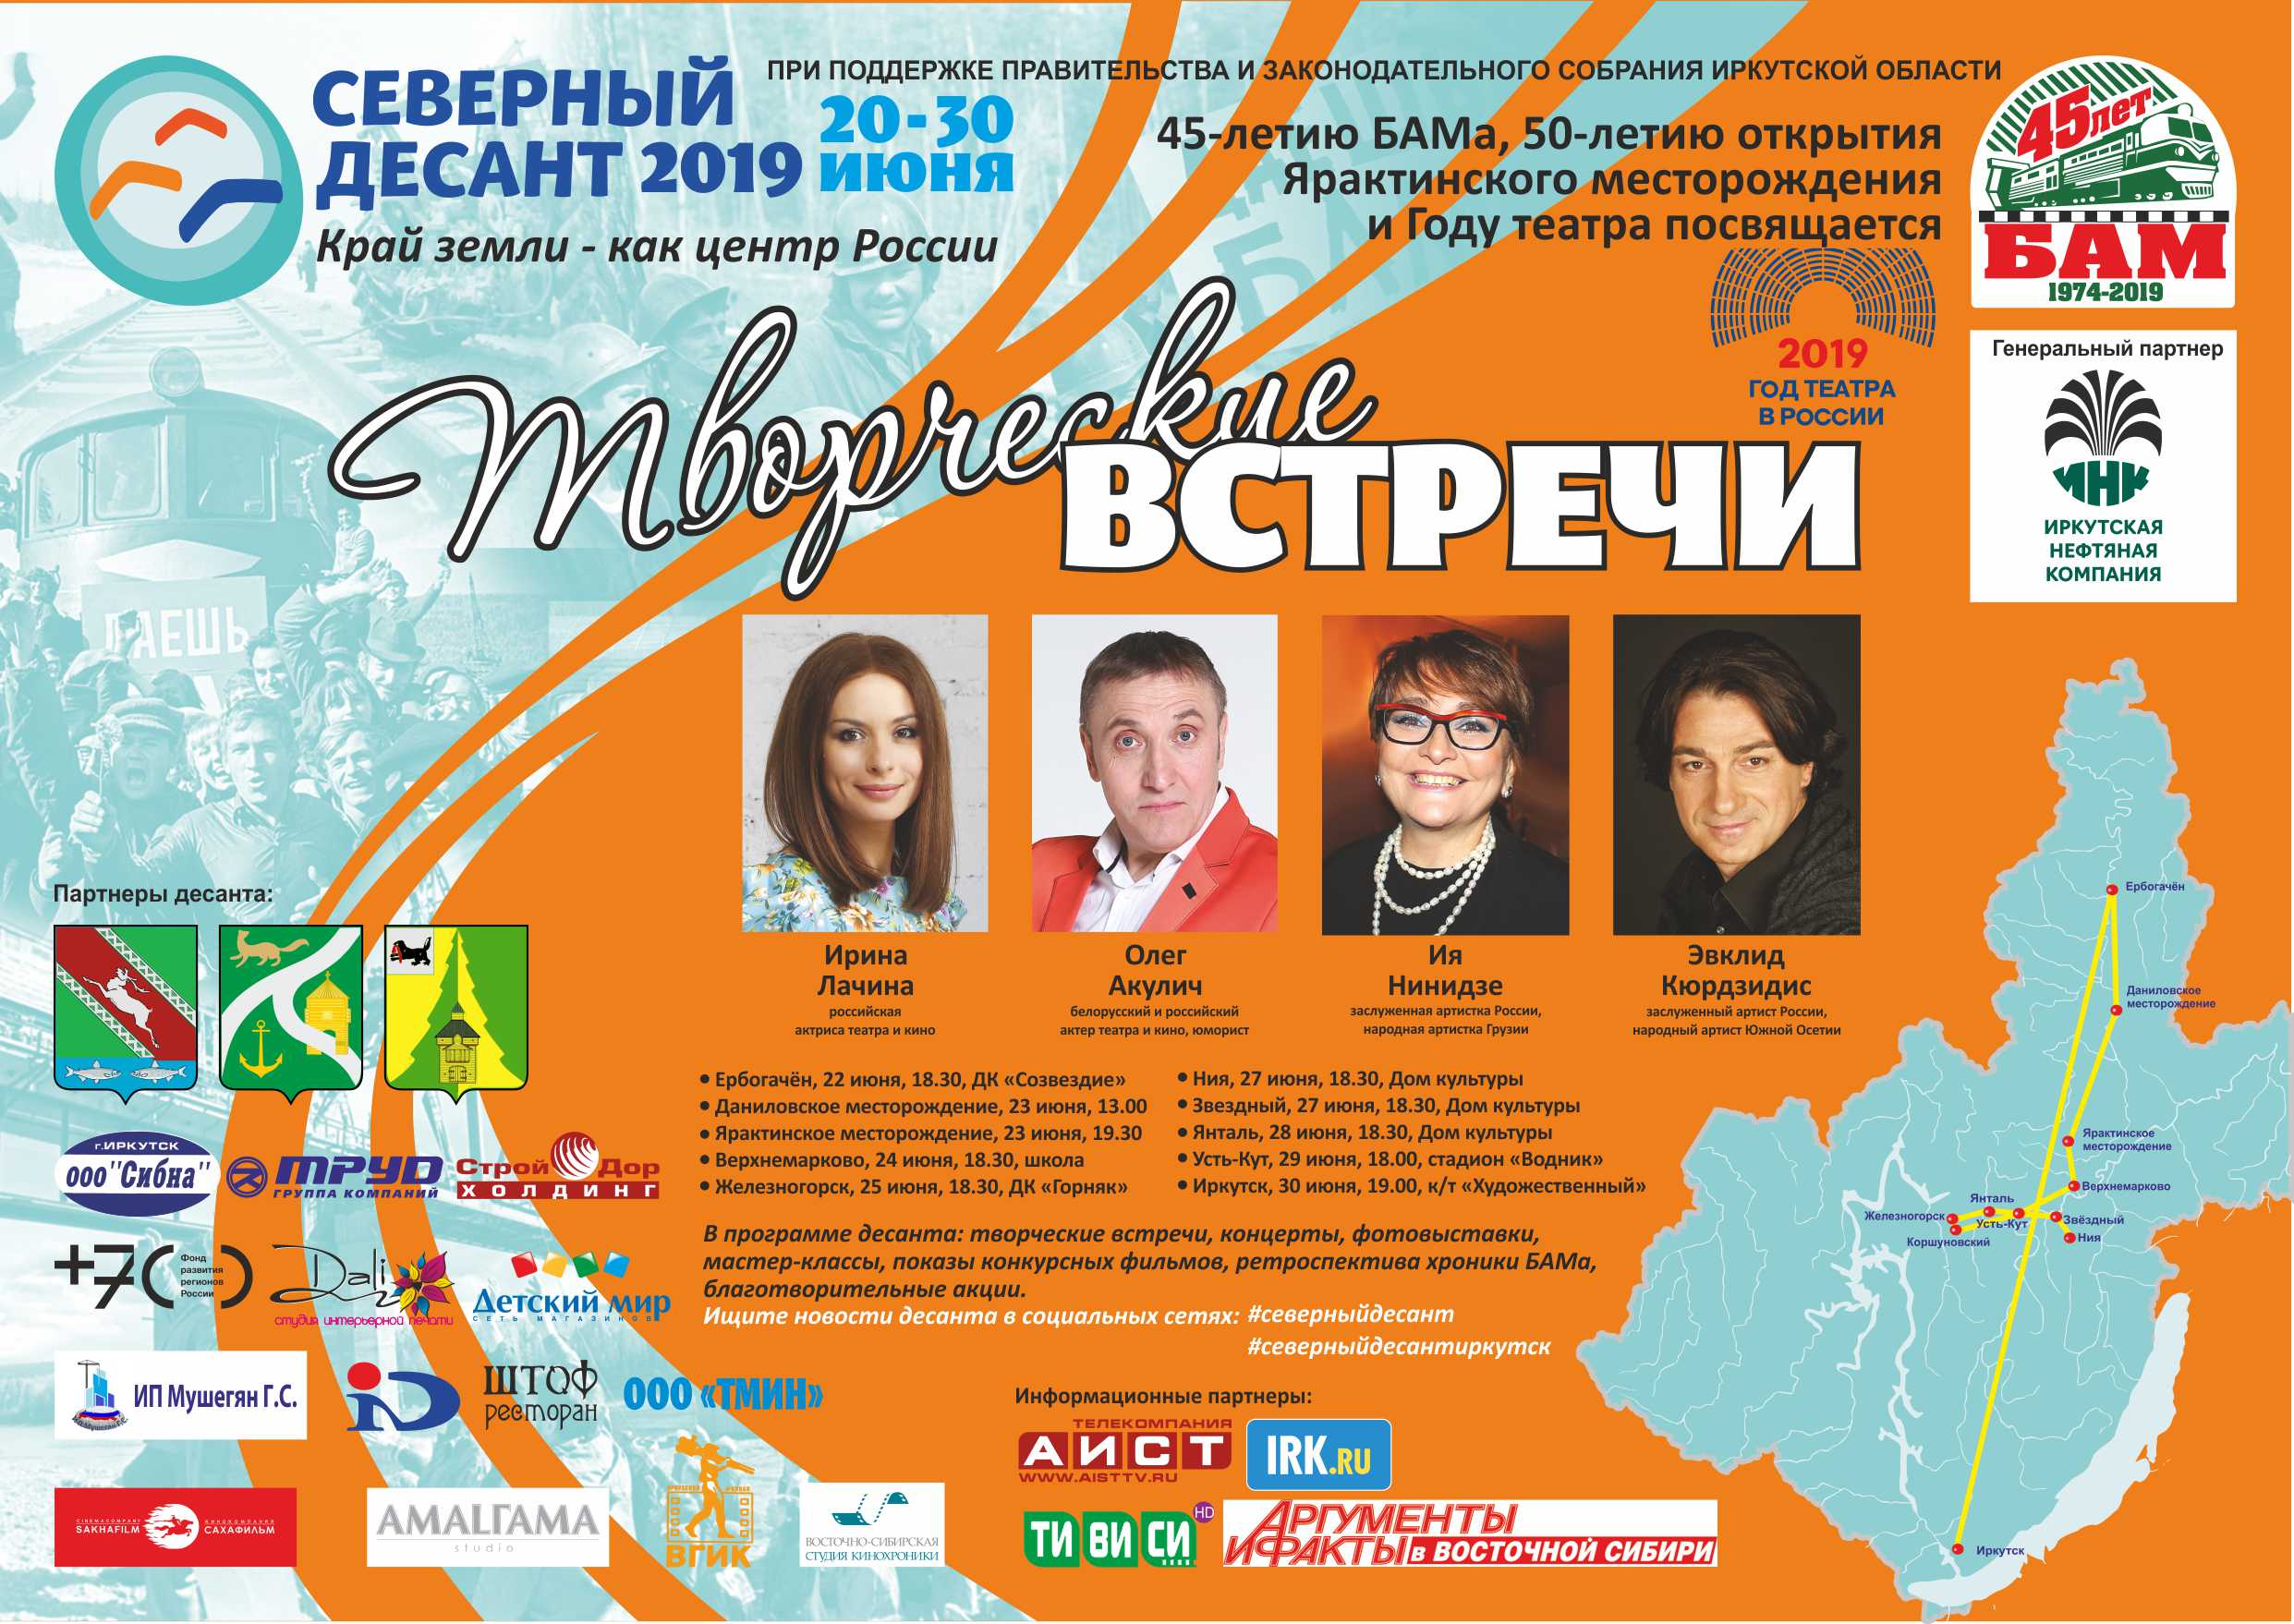 СЕВЕРНЫЙ
ДЕСАНТ 2019
20-30
ИЮНЯ
Край земли - как центр России
ПРИ ПОДДЕРЖКЕ ПРАВИТЕЛЬСТВА И ЗАКОНОДАТЕЛЬНОГО СОБРАНИЯ ИРКУТСКОЙ ОБЛАСТИ
45-летию БАМа, 50-летию открытия
Ярактинского месторождения
и Году театра посвящается
45 лет
БАМ
1974-2019
2019
ГОД ТЕАТРА
В РОССИИ
Генеральный партнер
ИНК
ИРКУТСКАЯ
НЕФТЯНАЯ
КОМПАНИЯ
Творческие
ВСТРЕЧИ
ДАЕШЬ
Ирина
Лачина
российская
актриса театра и кино
Олег
Акулич
белорусский и российский
актер театра и кино, юморист
Ия
Нинидзе
заслуженная артистка России,
народная артистка Грузии
Эвклид
Кюрдзидис
заслуженный артист России,
народный артист Южной Осетии
• Ербогачён, 22 июня, 18.30, ДК «Созвездие»
• Даниловское месторождение, 23 июня, 13.00
• Ярактинское месторождение, 23 июня, 19.30
• Верхнемарково, 24 июня, 18.30, школа
• Железногорск, 25 июня, 18.30, ДК «Горняк»
• Ния, 27 июня, 18.30, Дом культуры
• Звездный, 27 июня, 18.30, Дом культуры
• Янталь, 28 июня, 18.30, Дом культуры
• Усть-Кут, 29 июня, 18.00, стадион «Водник»
• Иркутск, 30 июня, 19.00, к/т «Художественный»
В программе десанта: творческие встречи, концерты, фотовыставки,
мастер-классы, показы конкурсных фильмов, ретроспектива хроники БАМа,
благотворительные акции.
Ищите новости десанта в социальных сетях: #северныйдесант
#северныйдесантиркутск
Партнеры десанта:
г.ИРКУТСК
ООО"Сибна"
ТРУД
ГРУППА КОМПАНИЙ
СтройДор
ХОЛДИНГ
+7
Фонд
развития
регионов
России
Dali
студия интерьерной печати
Детский мир
СЕТЬ МАГАЗИНОВ
ИП Мушегян Г.С.
ИП Мушегян Г.С.
ШТОФ
ресторан
ООО «ТМИН»
CINEMACOMPANY
SAKHAFILM
КИНОКОМПАНИЯ
САХАФИЛЬМ
АМАЛГАМА
studio
ВГИК
ВОСТОЧНО-СИБИРСКАЯ
СТУДИЯ КИНОХРОНИКИ
Информационные партнеры:
ТЕЛЕКОМПАНИЯ
АИСТ
WWW.AISTTV.RU
IRK.RU
ТИ ВИ СИ
HD
АРГУМЕНТЫ
И ФАКТЫ В ВОСТОЧНОЙ СИБИРИ
Ербогачён
Даниловское
месторождение
Ярактинское
месторождение
Верхнемарково
Янталь
Железногорск
Усть-Кут
Звёздный
Коршуновский
Ния
Иркутск